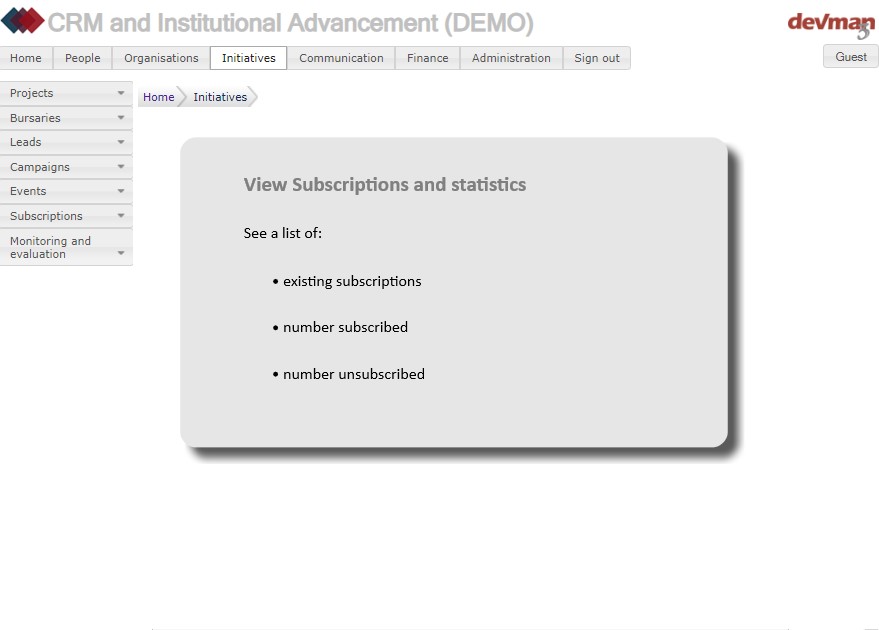 CRM and Institutional Advancement (DEMO)
devman
5
Home People Organisations Initiatives Communication Finance Administration Sign out
Guest
Projects
Bursaries
Leads
Campaigns
Events
Subscriptions
Monitoring and
evaluation
Home Initiatives
View Subscriptions and statistics
See a list of:
• existing subscriptions
• number subscribed
• number unsubscribed